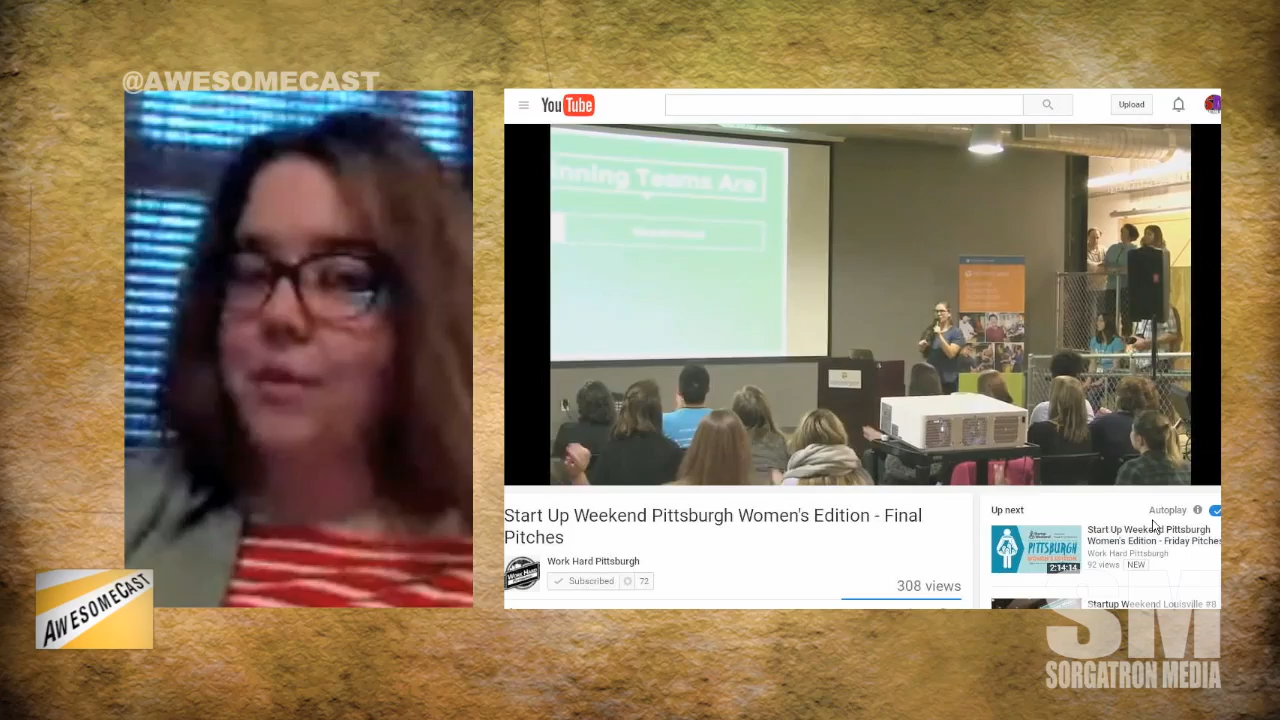 @AWESOMECAST
YouTube
Upload
inning Teams Are
Start Up Weekend Pittsburgh Women's Edition - Final
Pitches
Work Hard Pittsburgh
Subscribed 72
308 views
Up next
Autoplay
Start Up Weekend Pittsburgh
Women's Edition - Friday Pitches
Work Hard Pittsburgh
92 views NEW
PITTSBURGH
2:14:14
Startup Weekend Louisville #8
AWESOMECAST
SM
SORGATRON MEDIA